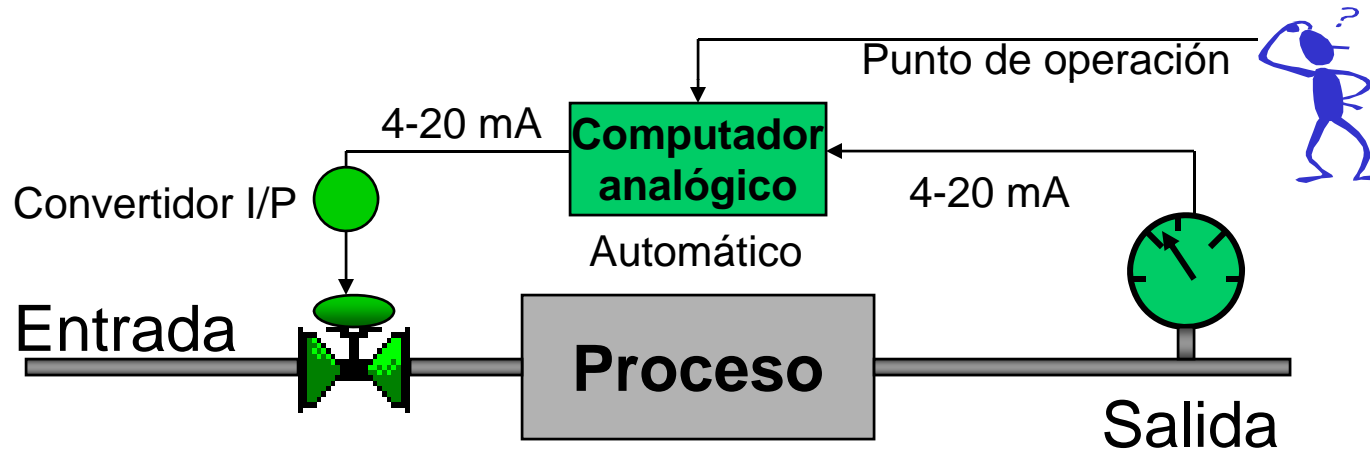 ?
Punto de operación
4-20 mA
Computador
analógico
4-20 mA
Convertidor I/P
Automático
Entrada
Proceso
Salida